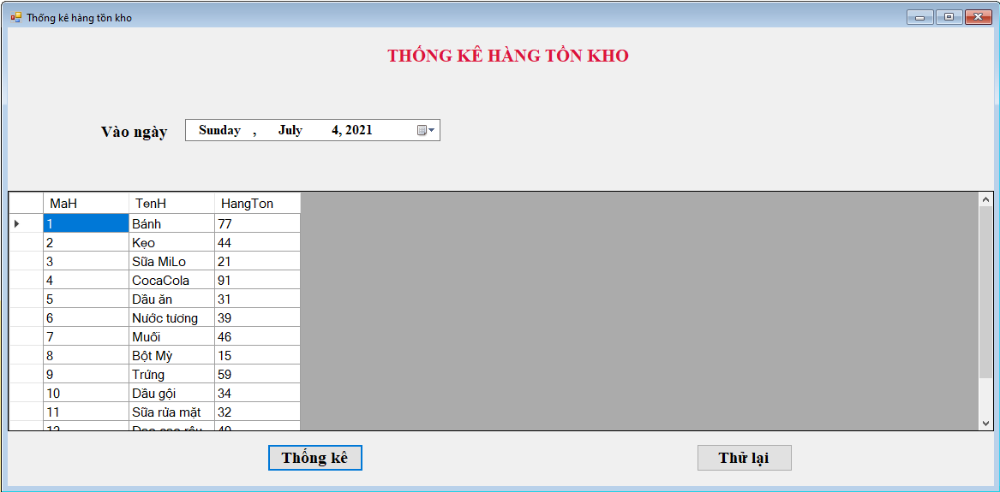 Thống kê hàng tồn kho
THỐNG KÊ HÀNG TỒN KHO
Vào ngày Sunday , July 4, 2021
MaH TenH HangTon
1 Bánh 77
2 Kẹo 44
3 Sữa MiLo 21
4 CocaCola 91
5 Dầu ăn 31
6 Nước tương 39
7 Muối 46
8 Bột Mỳ 15
9 Trứng 59
10 Dầu gội 34
11 Sữa rửa mặt 32
Thống kê Thử lại